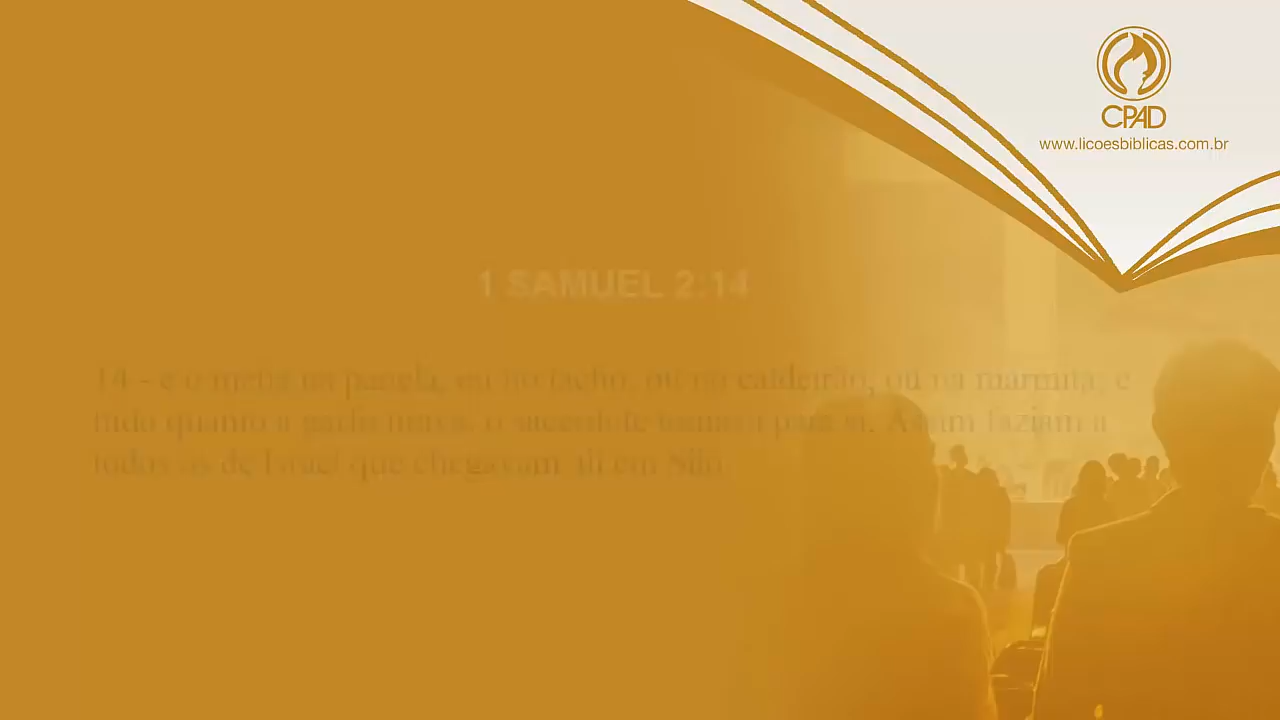 CPAD
www.licoesbiblicas.com.br
1 SAMUEL 2:14
14 - e o metia na panela, ou no tacho, ou no caldeirão, ou na marmita; e
tudo quanto a garfo tirava, o sacerdote tomava para si. Assim faziam a
todos os de Israel que chegavam ali em Siló.